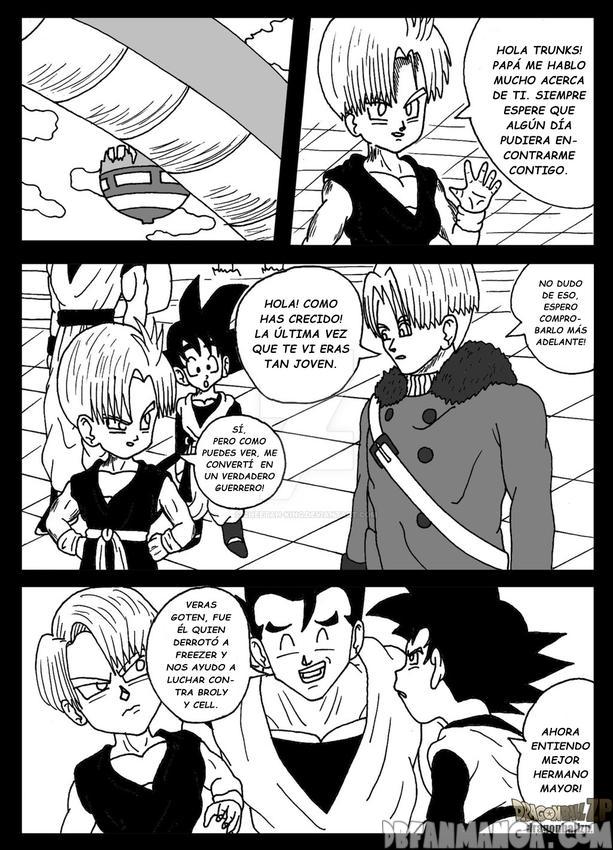 HOLA TRUNKS!
PAPÁ ME HABLO
MUCHO ACERCA
DE TI. SIEMPRE
ESPERE QUE
ALGÚN DÍA
PUDIERA EN-
CONTRARME
CONTIGO.
HOLA! COMO
HAS CRECIDO!
LA ÚLTIMA VEZ
QUE TE VI ERAS
TAN JOVEN.
NO DUDO
DE ESO,
ESPERO
COMPRO-
BARLO MÁS
ADELANTE!
SÍ,
PERO COMO
PUEDES VER, ME
CONVERTÍ EN
UN VERDADERO
GUERRERO!
VERAS
GOTEN, FUE
ÉL QUIEN
DERROTÓ A
FREEZER Y
NOS AYUDO A
LUCHAR CON-
TRA BROLY
Y CELL.
AHORA
ENTIENDO
MEJOR
HERMANO
MAYOR!
DRAGONBALL ZP
DBFANMANGA.COM